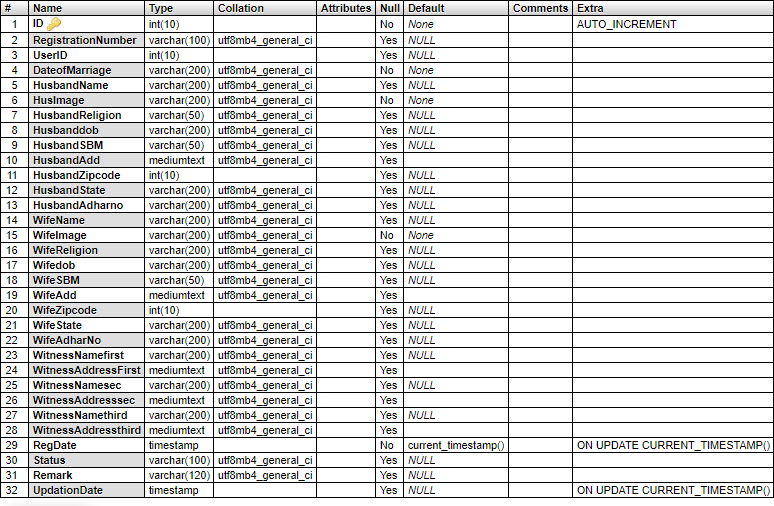 # Name Type Collation Attributes Null Default Comments Extra
1 ID int(10) No None AUTO_INCREMENT
2 RegistrationNumber varchar(100) utf8mb4_general_ci Yes NULL
3 UserID int(10) Yes NULL
4 DateofMarriage varchar(200) utf8mb4_general_ci No None
5 HusbandName varchar(200) utf8mb4_general_ci Yes NULL
6 HusImage varchar(200) utf8mb4_general_ci No None
7 HusbandReligion varchar(50) utf8mb4_general_ci Yes NULL
8 Husbanddob varchar(200) utf8mb4_general_ci Yes NULL
9 HusbandSBM varchar(50) utf8mb4_general_ci Yes NULL
10 HusbandAdd mediumtext utf8mb4_general_ci Yes
11 HusbandZipcode int(10) Yes NULL
12 HusbandState varchar(200) utf8mb4_general_ci Yes NULL
13 HusbandAdharno varchar(200) utf8mb4_general_ci Yes NULL
14 WifeName varchar(200) utf8mb4_general_ci Yes NULL
15 WifeImage varchar(200) utf8mb4_general_ci No None
16 WifeReligion varchar(200) utf8mb4_general_ci Yes NULL
17 Wifedob varchar(200) utf8mb4_general_ci Yes NULL
18 WifeSBM varchar(50) utf8mb4_general_ci Yes NULL
19 WifeAdd mediumtext utf8mb4_general_ci Yes
20 WifeZipcode int(10) Yes NULL
21 WifeState varchar(200) utf8mb4_general_ci Yes NULL
22 WifeAdharNo varchar(200) utf8mb4_general_ci Yes NULL
23 WitnessNamefirst varchar(200) utf8mb4_general_ci Yes NULL
24 WitnessAddressFirst mediumtext utf8mb4_general_ci Yes
25 WitnessNamesec varchar(200) utf8mb4_general_ci Yes NULL
26 WitnessAddresssec mediumtext utf8mb4_general_ci Yes
27 WitnessNamethird varchar(200) utf8mb4_general_ci Yes NULL
28 WitnessAddressthird mediumtext utf8mb4_general_ci Yes
29 RegDate timestamp No current_timestamp() ON UPDATE CURRENT_TIMESTAMP()
30 Status varchar(100) utf8mb4_general_ci Yes NULL
31 Remark varchar(120) utf8mb4_general_ci Yes NULL
32 UpdationDate timestamp Yes NULL ON UPDATE CURRENT_TIMESTAMP()